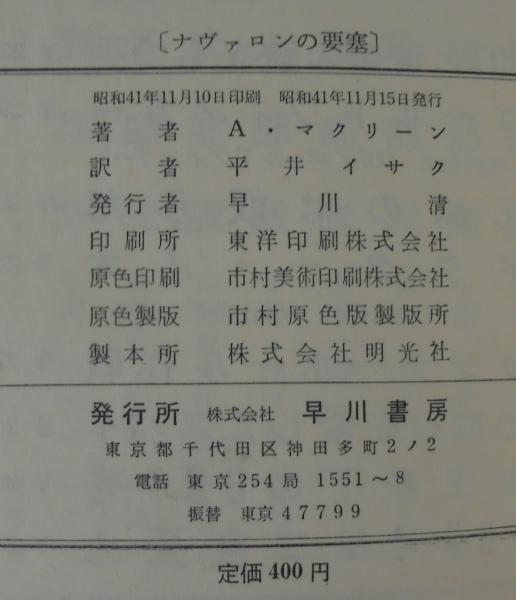 〔ナヴァロンの要塞〕
昭和41年11月10日印刷 昭和41年11月15日発行
著者 A・マクリーン
訳者 平井イサク
発行者 早川清
印刷所 東洋印刷株式会社
原色印刷 市村美術印刷株式会社
原色製版 市村原色版製版所
製本所 株式会社明光社
発行所 株式会社 早川書房
東京都千代田区神田多町2ノ2
電話 東京254局 1551～8
振替 東京47799
定価400円